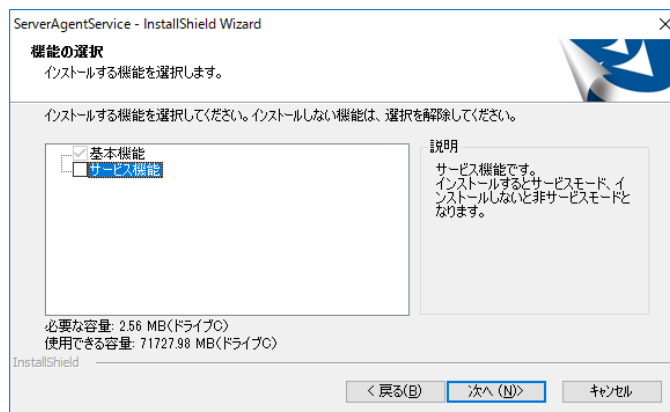 ServerAgentService - InstallShield Wizard
機能の選択
インストールする機能を選択します。
インストールする機能を選択してください。インストールしない機能は、選択を解除してください。
基本機能
サービス機能
説明
サービス機能です。
インストールするとサービスモード、イ
ンストールしないと非サービスモードと
なります。
必要な容量: 2.56 MB(ドライブC)
使用できる容量: 71727.98 MB(ドライブC)
InstallShield
< 戻る(B)
次へ (N)>
キャンセル